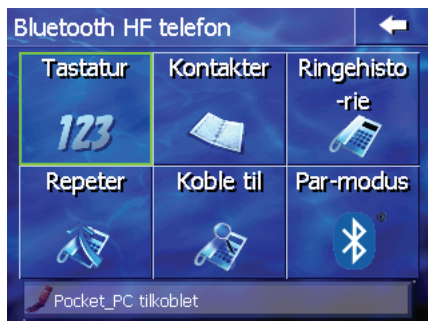 Bluetooth HF telefon
Tastatur Kontakter Ringehisto
-rie
123
Repeter Koble til Par-modus
Pocket_PC tilkoblet